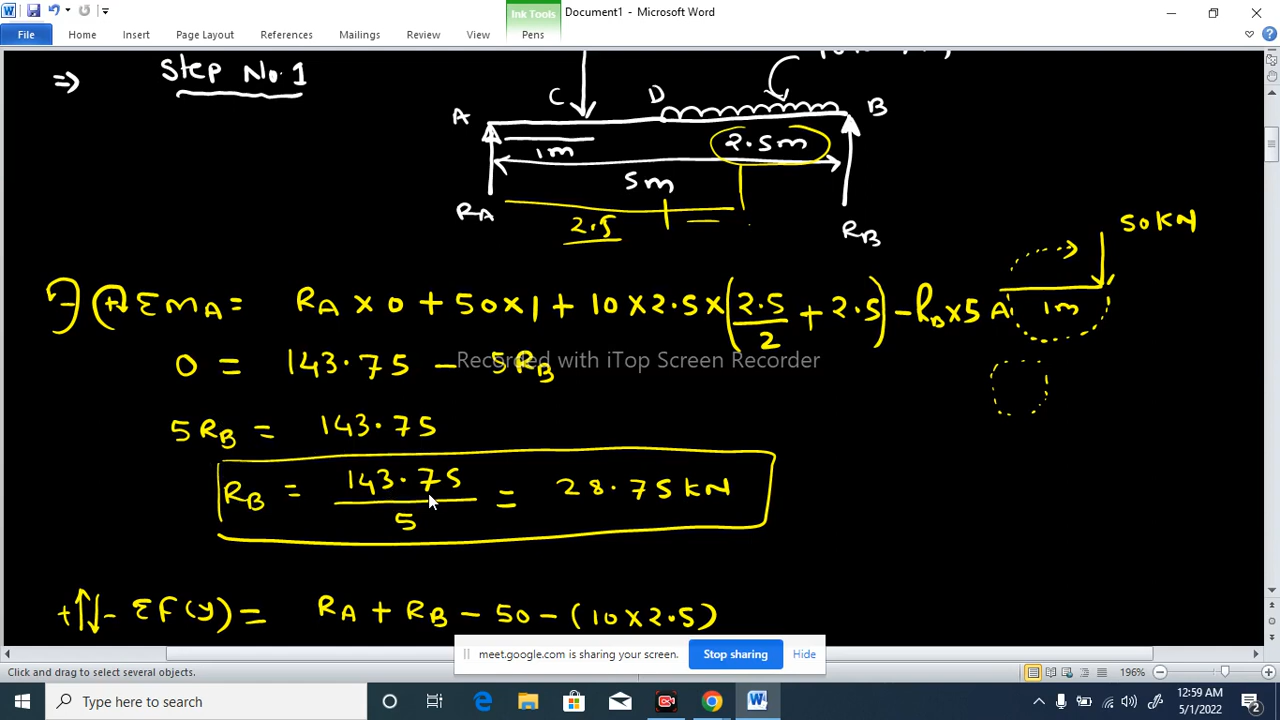 Ink Tools
Document1 - Microsoft Word
File Home Insert Page Layout References Mailings Review View Pens
⇒ Step No. 1
C D
A B
1m 2.5m
5m
RA 2.5 RB
50 KN
ΣMA = RA × 0 + 50 × 1 + 10 × 2.5 × (2.5/2 + 2.5) - RB × 5 A 1m
0 = 143.75 - 5RB
Recorded with iTop Screen Recorder
5RB = 143.75
RB = 143.75/5 = 28.75 KN
+↑↓- ΣF(y) = RA + RB - 50 - (10 × 2.5)
meet.google.com is sharing your screen. Stop sharing Hide
Click and drag to select several objects. 196%
Type here to search
12:59 AM
5/1/2022